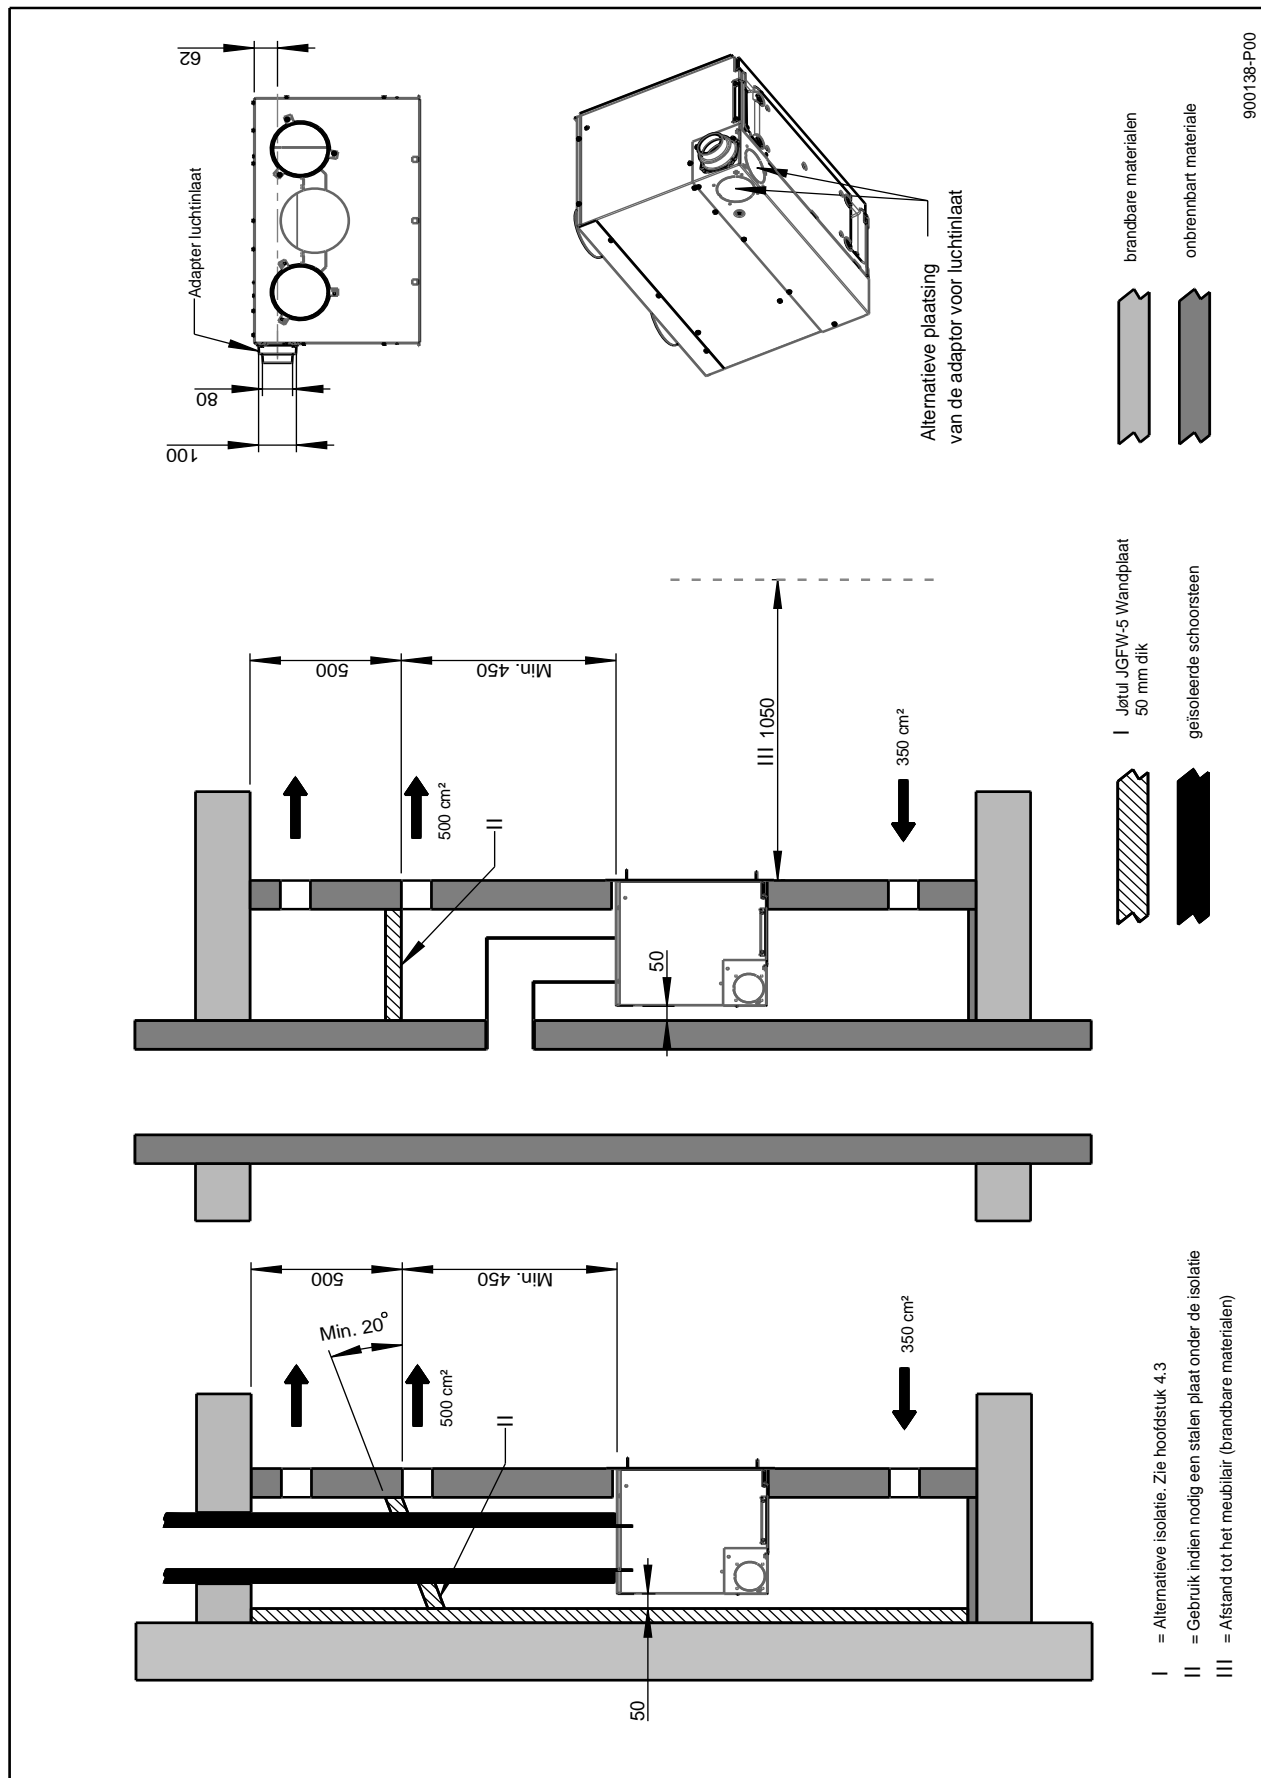 62
Adapter luchtinlaat
80
100
Alternatieve plaatsing
van de adaptor voor luchtinlaat
500
Min. 450
III 1050
500 cm²
II
350 cm²
50
500
Min. 450
Min. 20°
500 cm²
II
350 cm²
50
brandbare materialen
onbrennbart materiale
I Jøtul JGFW-5 Wandplaat
50 mm dik
geïsoleerde schoorsteen
I = Alternatieve isolatie. Zie hoofdstuk 4.3
II = Gebruik indien nodig een stalen plaat onder de isolatie
III = Afstand tot het meubilair (brandbare materialen)
900138-P00